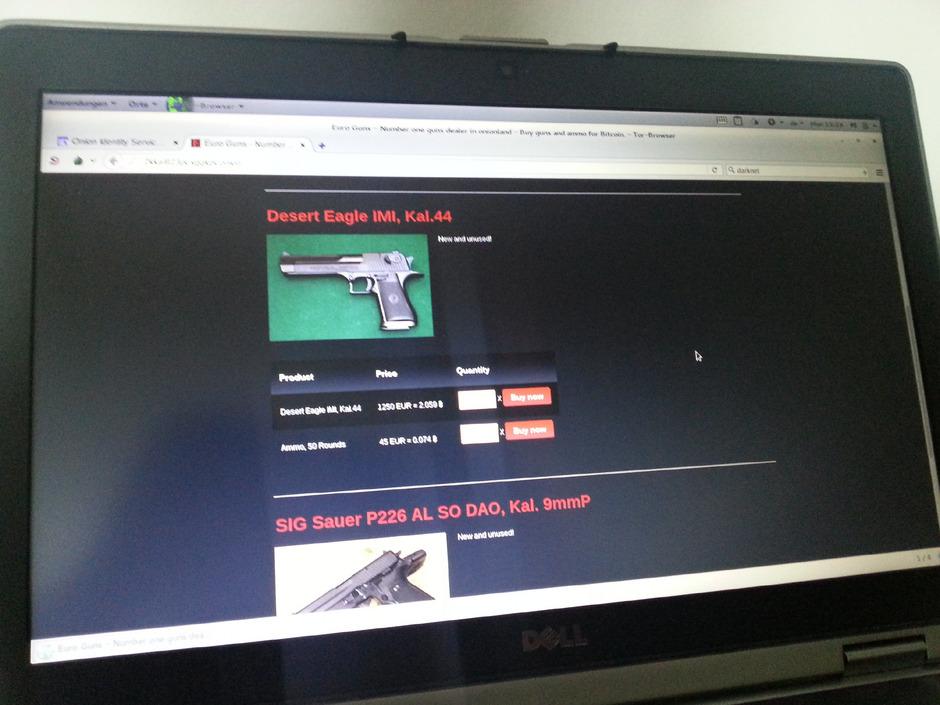 Anwendungen Orte Browser
Euro Guns - Number one guns dealer in onionland - Buy guns and ammo for Bitcoin. - Tor-Browser
Onion Identity Servic... Euro Guns - Number ...
darknet
Desert Eagle IMI, Kal.44
New and unused!
Product Price Quantity
Desert Eagle IMI, Kal.44 1250 EUR = 2.059 ฿ X Buy now
Ammo, 50 Rounds 45 EUR = 0.074 ฿ X Buy now
SIG Sauer P226 AL SO DAO, Kal. 9mmP
New and unused!
1 / 4
Euro Guns - Number one guns dea...
DELL